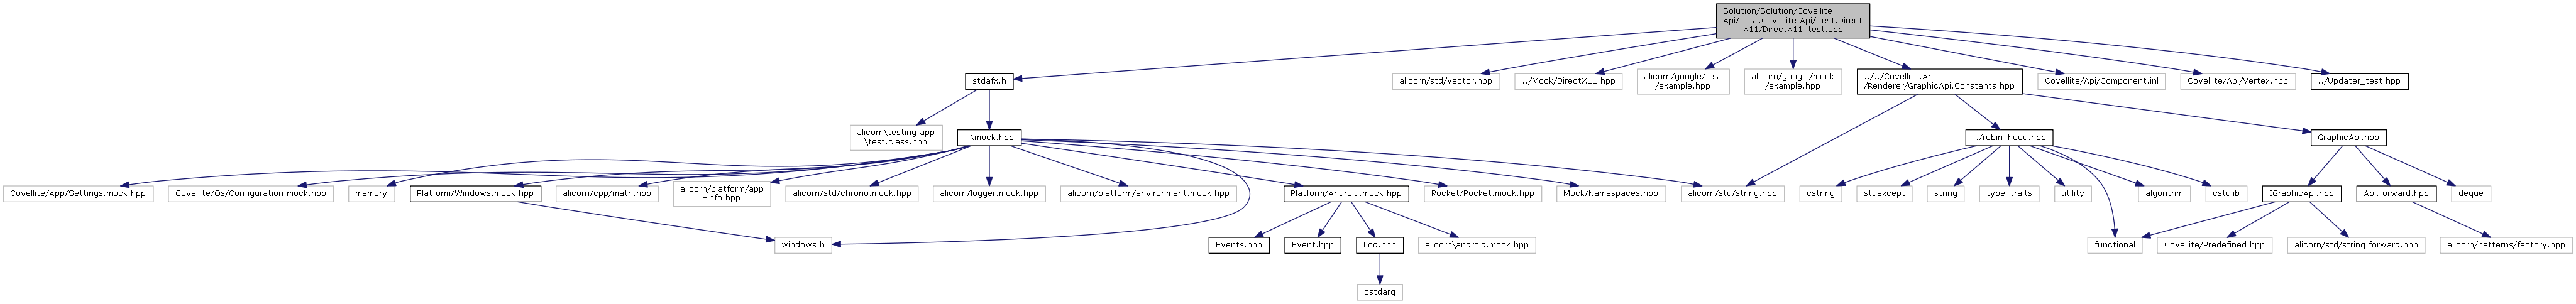 Solution/Solution/Covellite.
Api/Test.Covellite.Api/Test.Direct
X11/DirectX11_test.cpp
stdafx.h
alicorn/std/vector.hpp
../Mock/DirectX11.hpp
alicorn/google/test
/example.hpp
alicorn/google/mock
/example.hpp
../../Covellite.Api
/Renderer/GraphicApi.Constants.hpp
Covellite/Api/Component.inl
Covellite/Api/Vertex.hpp
../Updater_test.hpp
alicorn\testing.app
\test.class.hpp
..\mock.hpp
../robin_hood.hpp
GraphicApi.hpp
Covellite/App/Settings.mock.hpp
Covellite/Os/Configuration.mock.hpp
memory
Platform/Windows.mock.hpp
alicorn/cpp/math.hpp
alicorn/platform/app
-info.hpp
alicorn/std/chrono.mock.hpp
alicorn/logger.mock.hpp
alicorn/platform/environment.mock.hpp
Platform/Android.mock.hpp
Rocket/Rocket.mock.hpp
Mock/Namespaces.hpp
alicorn/std/string.hpp
cstring
stdexcept
string
type_traits
utility
algorithm
cstdlib
IGraphicApi.hpp
Api.forward.hpp
deque
windows.h
Events.hpp
Event.hpp
Log.hpp
alicorn\android.mock.hpp
functional
Covellite/Predefined.hpp
alicorn/std/string.forward.hpp
alicorn/patterns/factory.hpp
cstdarg